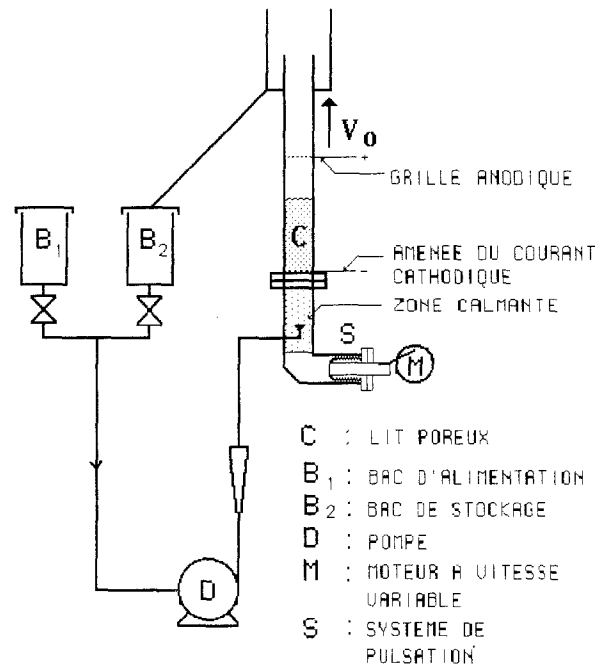 V₀
GRILLE ANODIQUE
C
B₁
B₂
AMENEE DU COURANT
CATHODIQUE
ZONE CALMANTE
S
M
D
C : LIT POREUX
B₁ : BAC D'ALIMENTATION
B₂ : BAC DE STOCKAGE
D : POMPE
M : MOTEUR A VITESSE
VARIABLE
S : SYSTEME DE
PULSATION